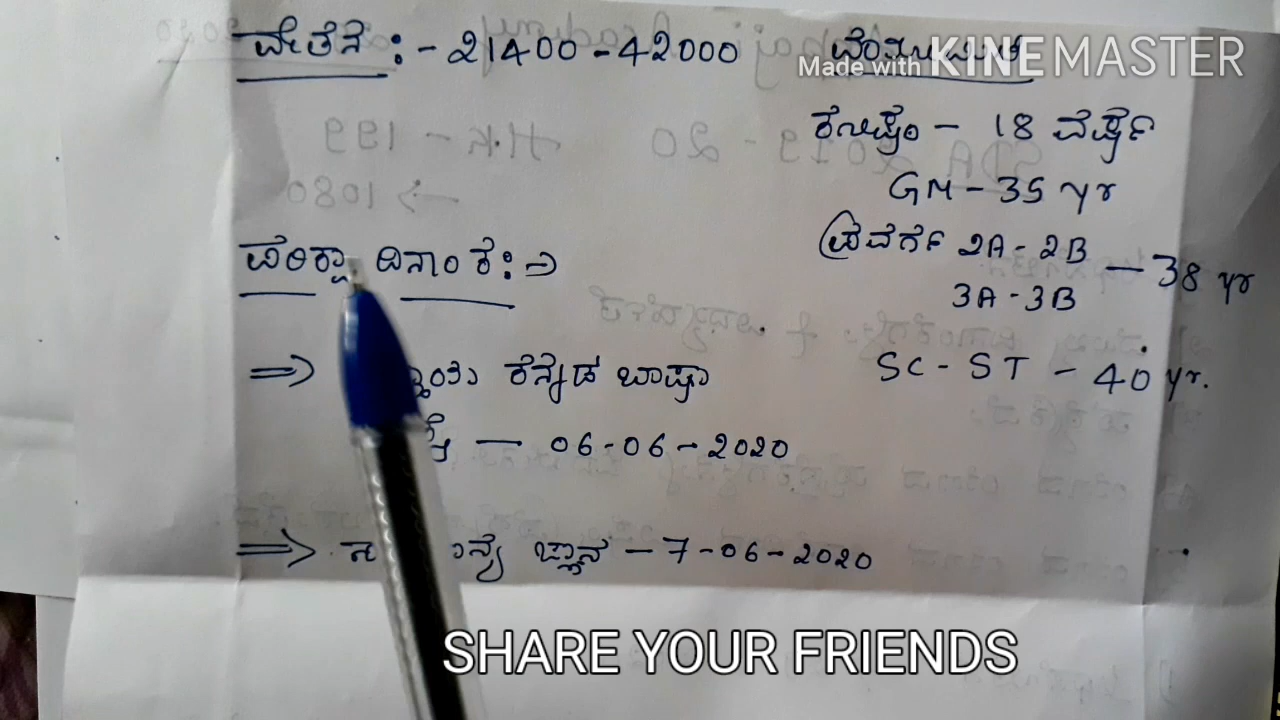 ವೇತನ :- 21400 - 42000
Made with KINEMASTER
ಕನಿಷ್ಠಂ - 18 ವರ್ಷ
GM - 35 yr
ಪ್ರವರ್ಗ 2A - 2B
3A - 3B — 38 yr
SC - ST - 40 yr.
ಪರಿಕ್ಷಾ ದಿನಾಂಕ :->
=> ಕನ್ನಡ ಬಾಷಾ
— 06-06-2020
=> ಜ್ಞಾನ - 7-06-2020
SHARE YOUR FRIENDS